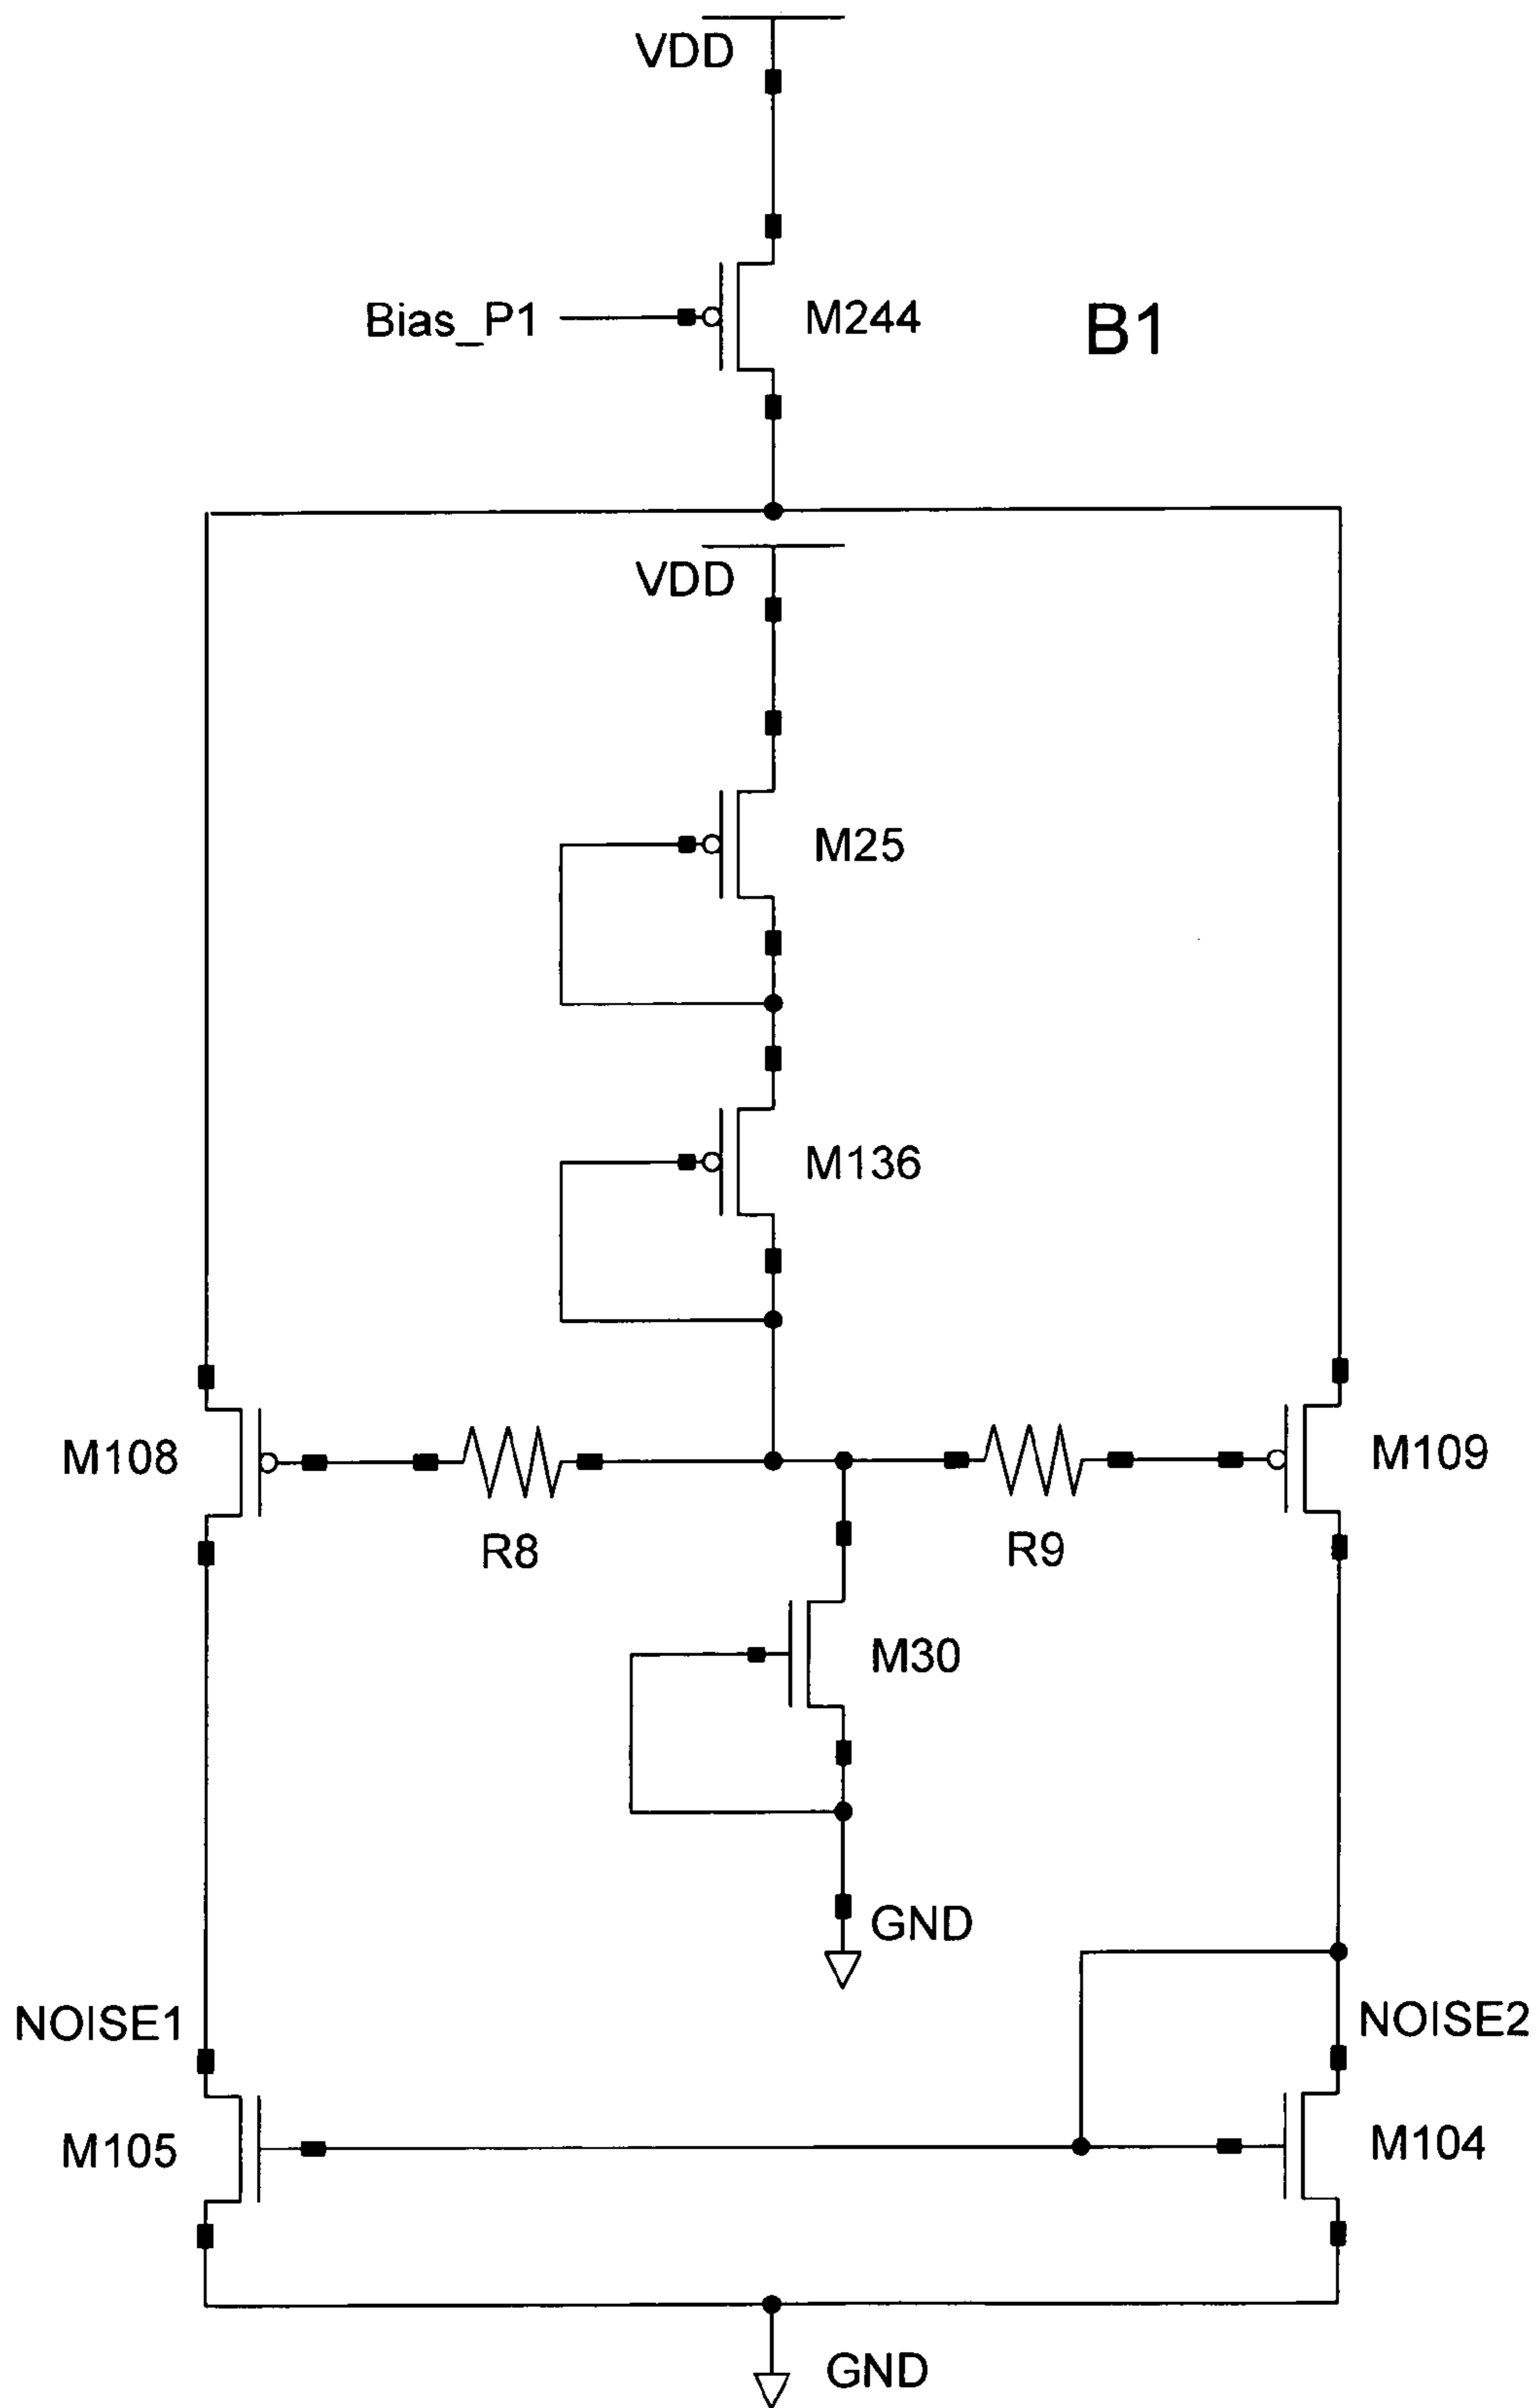 VDD
Bias_P1
M244
B1
VDD
M25
M136
M108
R8
R9
M109
M30
GND
NOISE1
NOISE2
M105
M104
GND